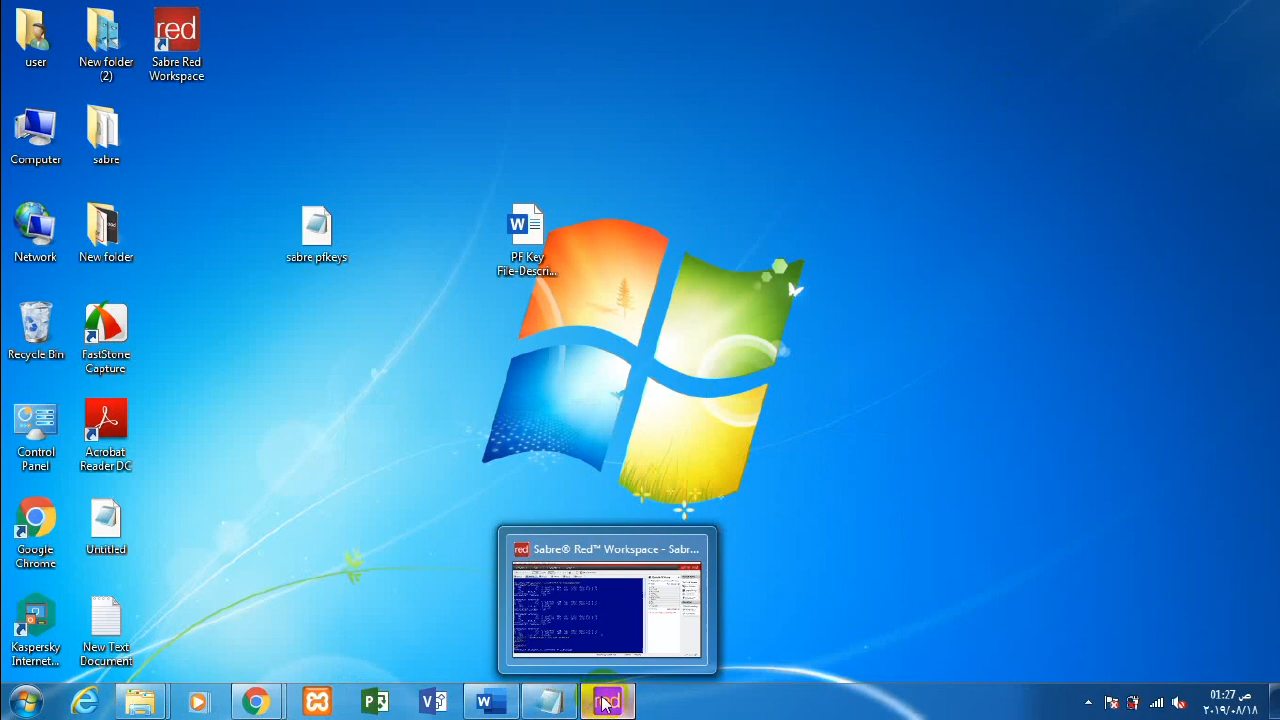 user
New folder
(2)
red
Sabre Red
Workspace
Computer
sabre
Network
New folder
sabre pfkeys
W
PF Key
File-Descri...
Recycle Bin
FastStone
Capture
Control
Panel
Acrobat
Reader DC
Google
Chrome
Untitled
Kaspersky
Internet...
New Text
Document
red Sabre® Red™ Workspace - Sabr...
P
V
W
red
01:27 ص
٢٠١٩/٠٨/١٨